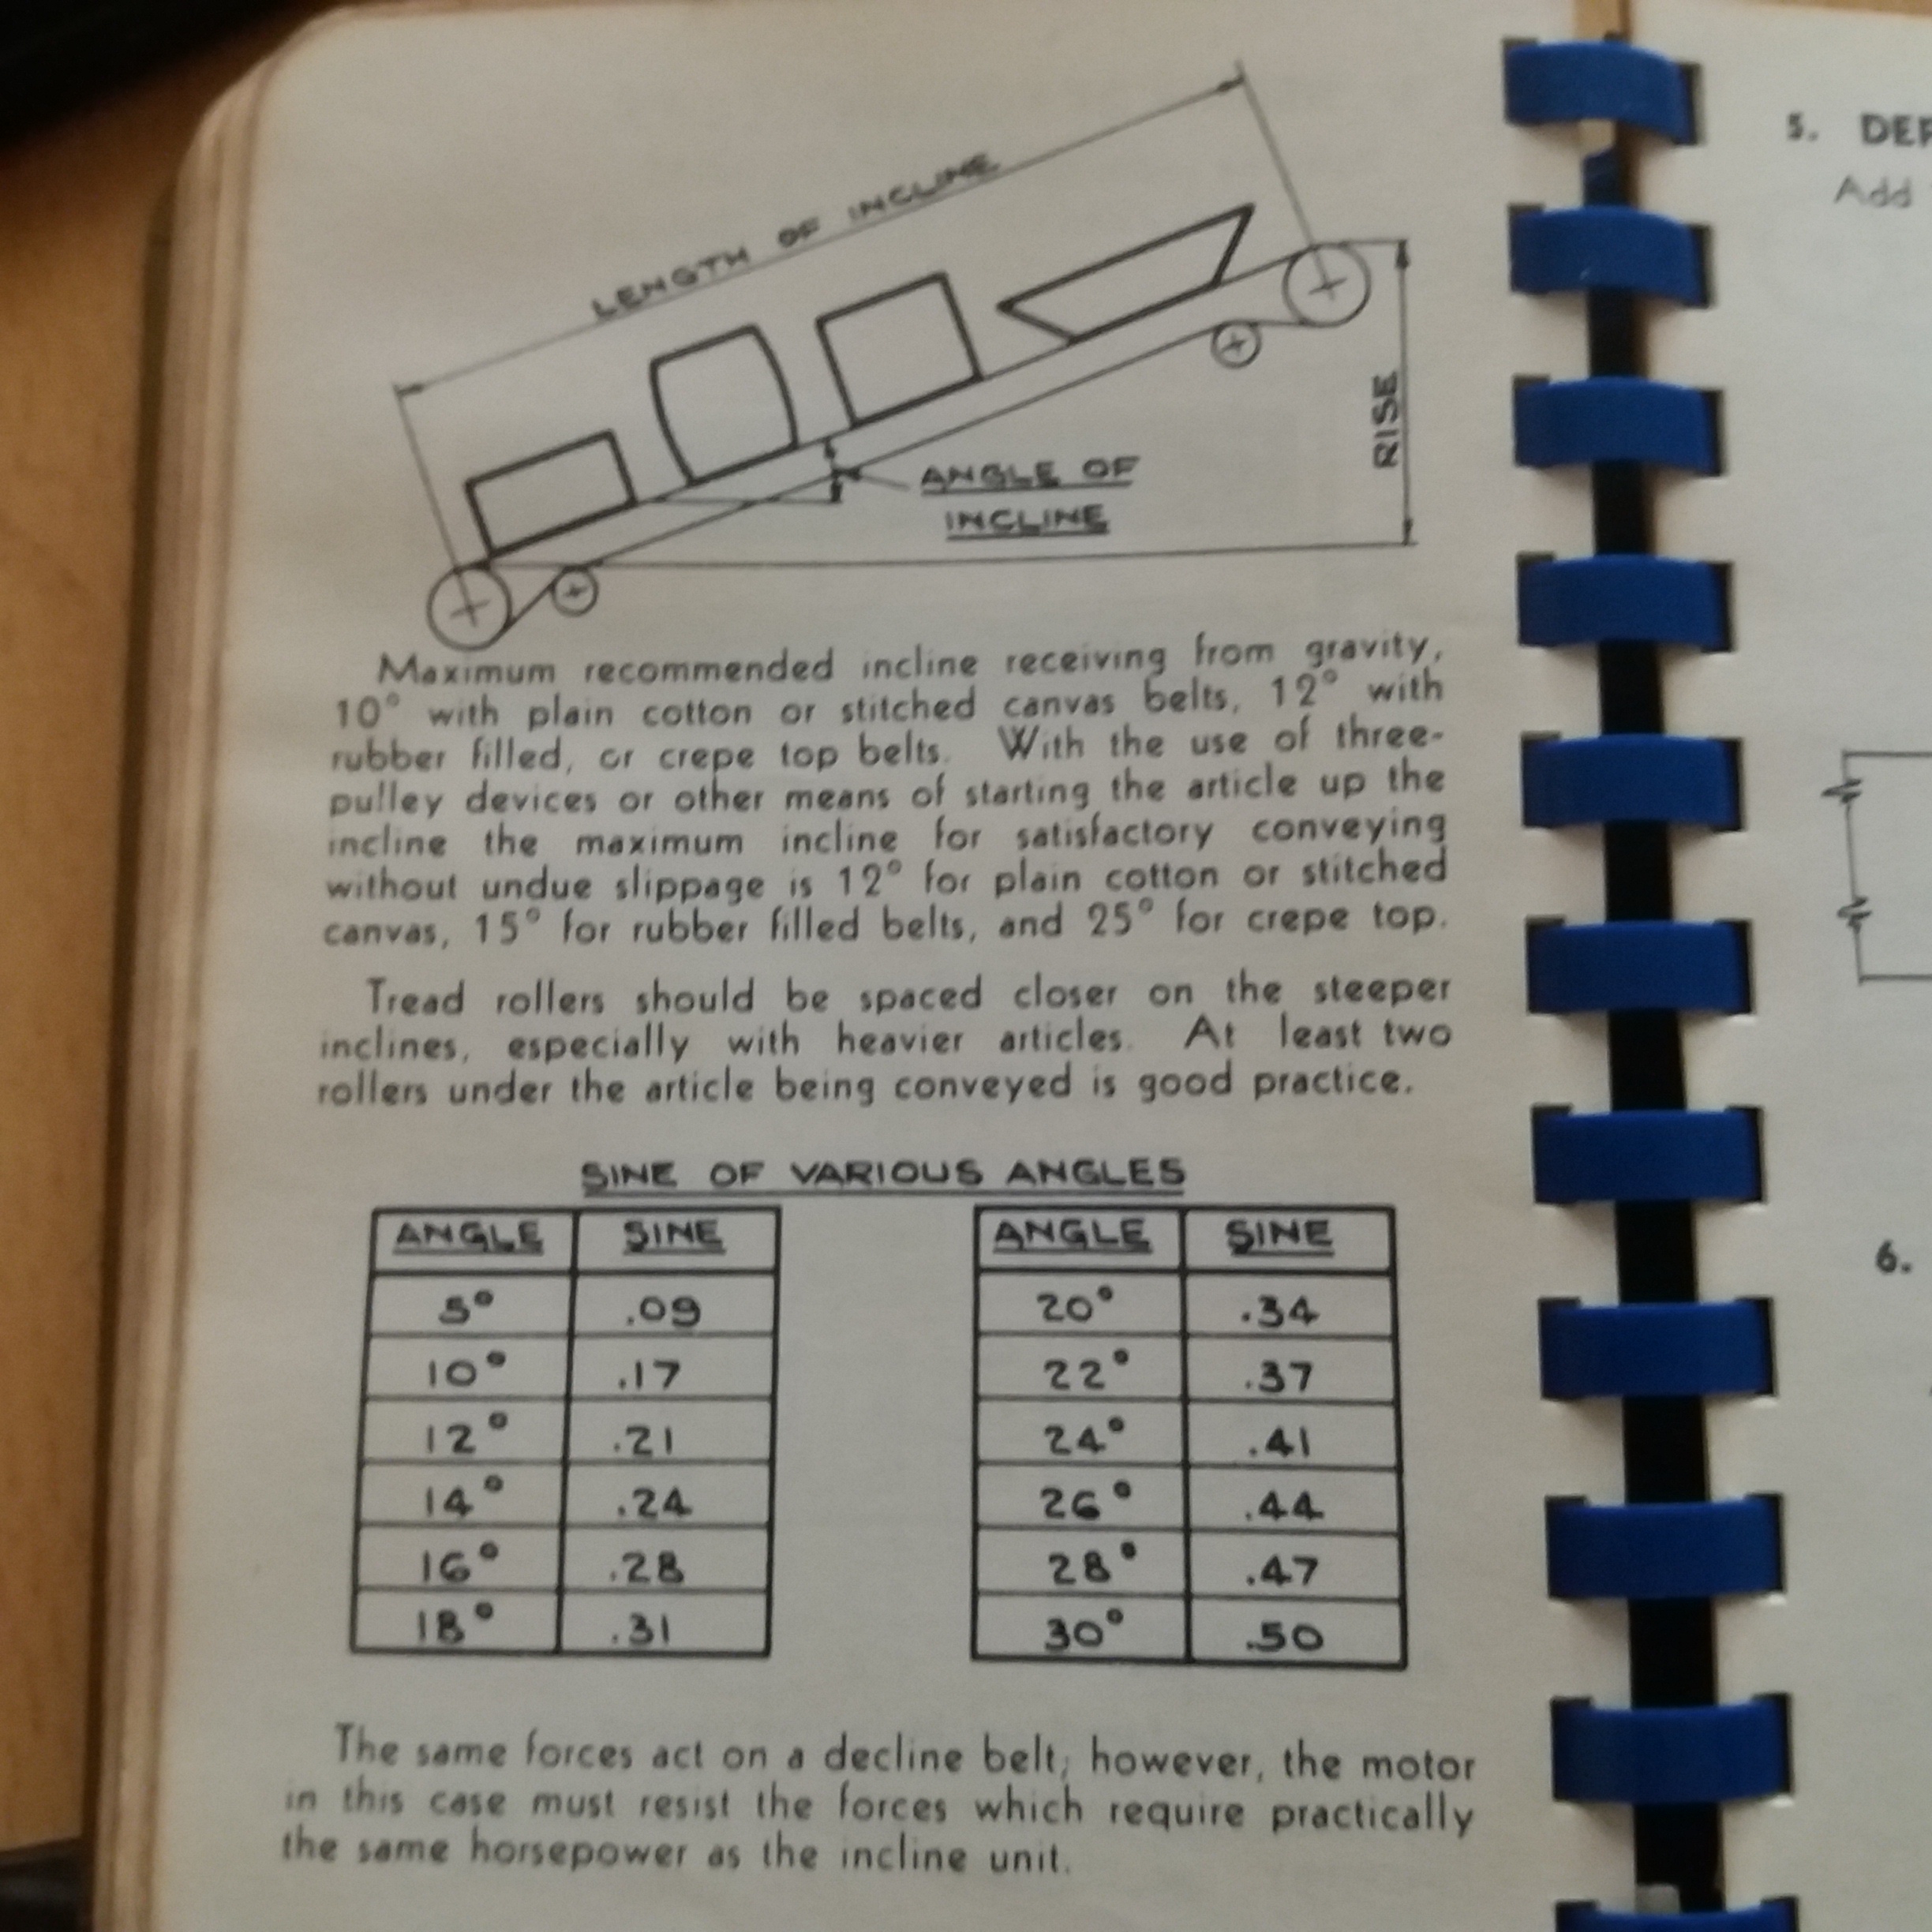 LENGTH OF INCLINE
RISE
ANGLE OF
INCLINE
Maximum recommended incline receiving from gravity,
10° with plain cotton or stitched canvas belts, 12° with
rubber filled, or crepe top belts. With the use of three-
pulley devices or other means of starting the article up the
incline the maximum incline for satisfactory conveying
without undue slippage is 12° for plain cotton or stitched
canvas, 15° for rubber filled belts, and 25° for crepe top.
Tread rollers should be spaced closer on the steeper
inclines, especially with heavier articles. At least two
rollers under the article being conveyed is good practice.
SINE OF VARIOUS ANGLES
ANGLE SINE
5° .09
10° .17
12° .21
14° .24
16° .28
18° .31
ANGLE SINE
20° .34
22° .37
24° .41
26° .44
28° .47
30° .50
The same forces act on a decline belt; however, the motor
in this case must resist the forces which require practically
the same horsepower as the incline unit.
5.
Add
6.